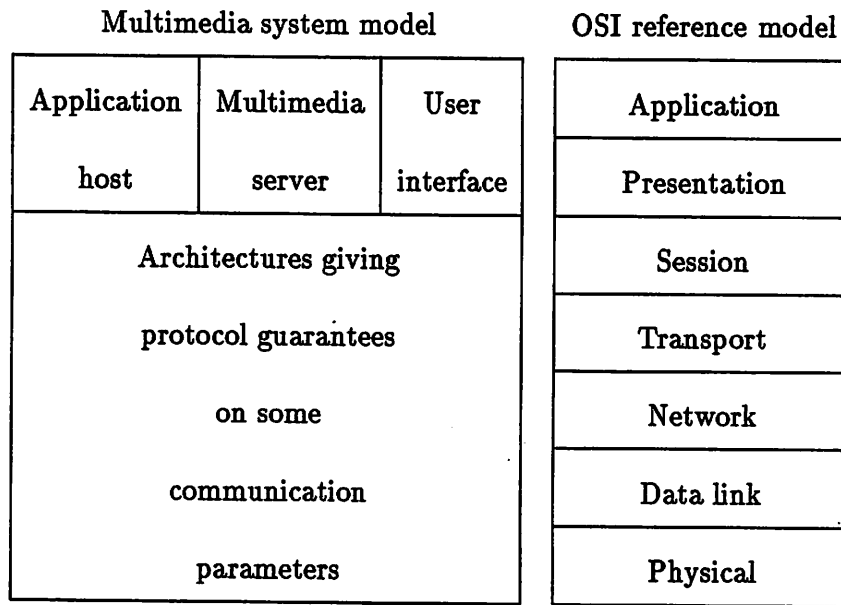 Multimedia system model
Application
host
Multimedia
server
User
interface
Architectures giving
protocol guarantees
on some
communication
parameters
OSI reference model
Application
Presentation
Session
Transport
Network
Data link
Physical